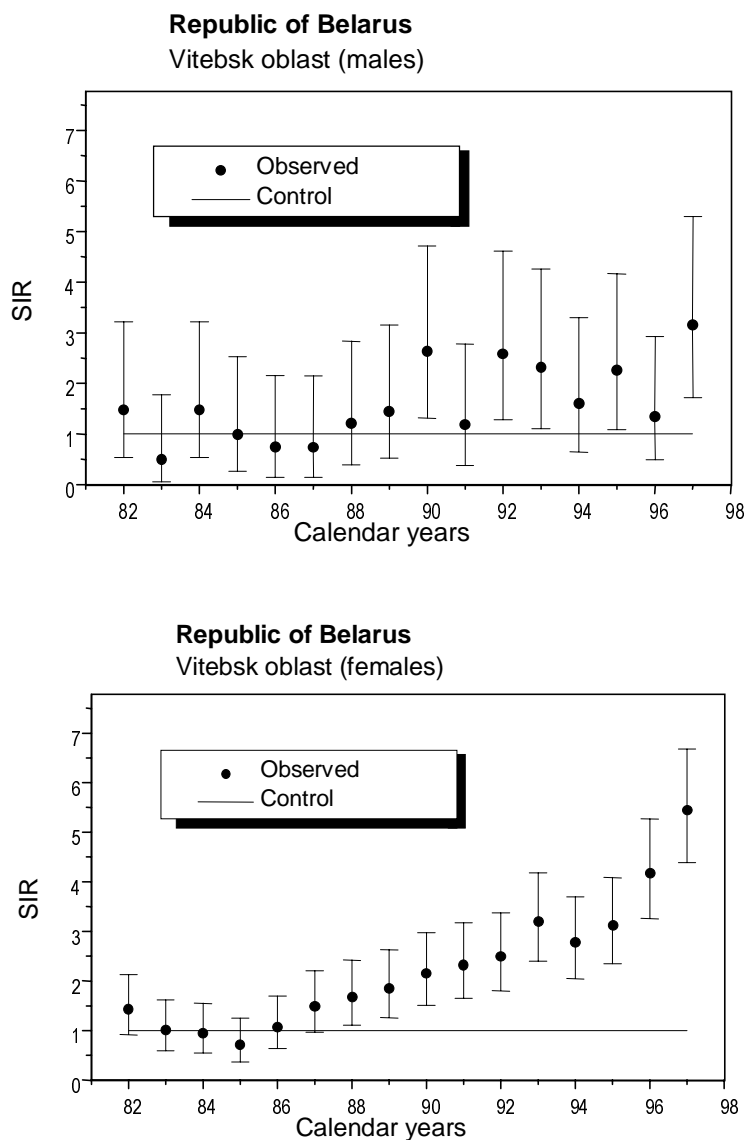 Republic of Belarus
Vitebsk oblast (males)
7
6
5
4
3
2
1
0
SIR
Observed
Control
82 84 86 88 90 92 94 96 98
Calendar years
Republic of Belarus
Vitebsk oblast (females)
7
6
5
4
3
2
1
0
SIR
Observed
Control
82 84 86 88 90 92 94 96 98
Calendar years